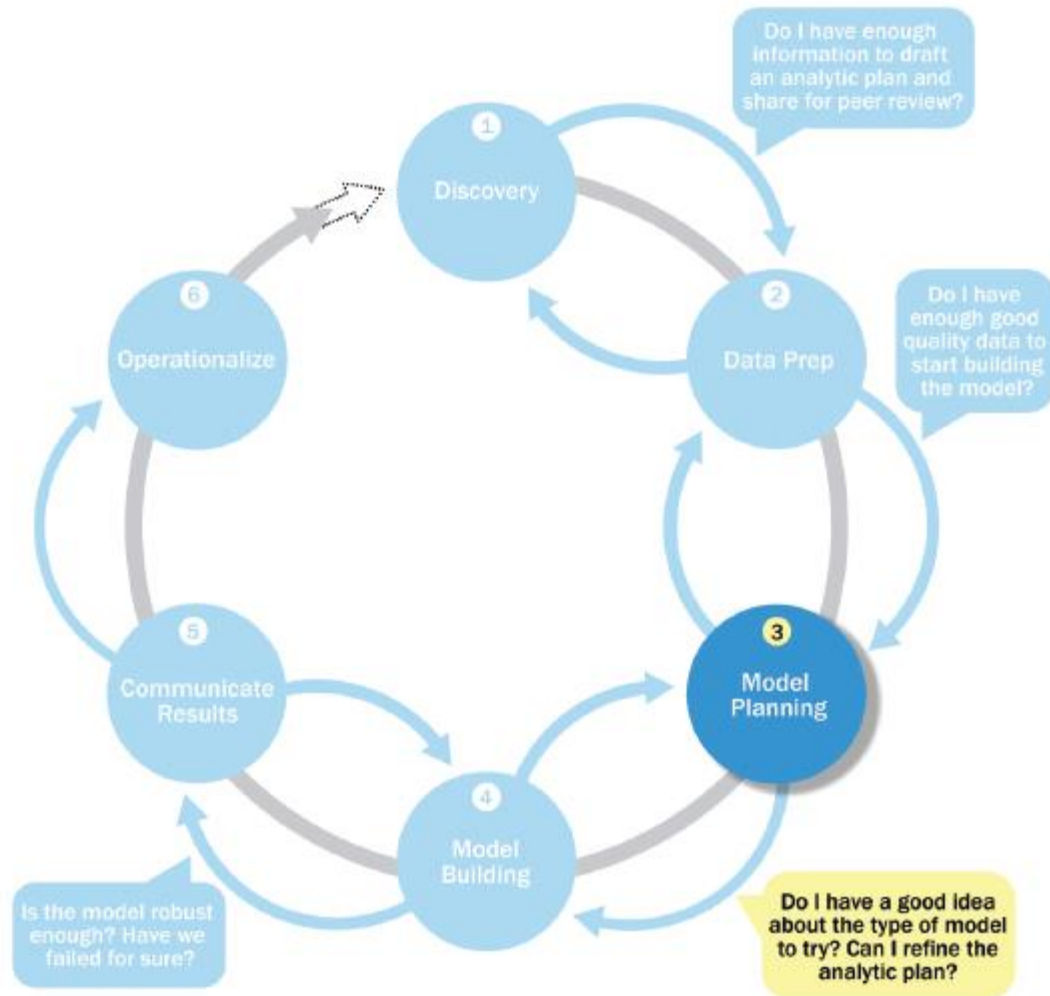 Do I have enough
information to draft
an analytic plan and
share for peer review?
1
Discovery
2
Data Prep
Do I have
enough good
quality data to
start building
the model?
6
Operationalize
3
Model
Planning
5
Communicate
Results
4
Model
Building
Is the model robust
enough? Have we
failed for sure?
Do I have a good idea
about the type of model
to try? Can I refine the
analytic plan?